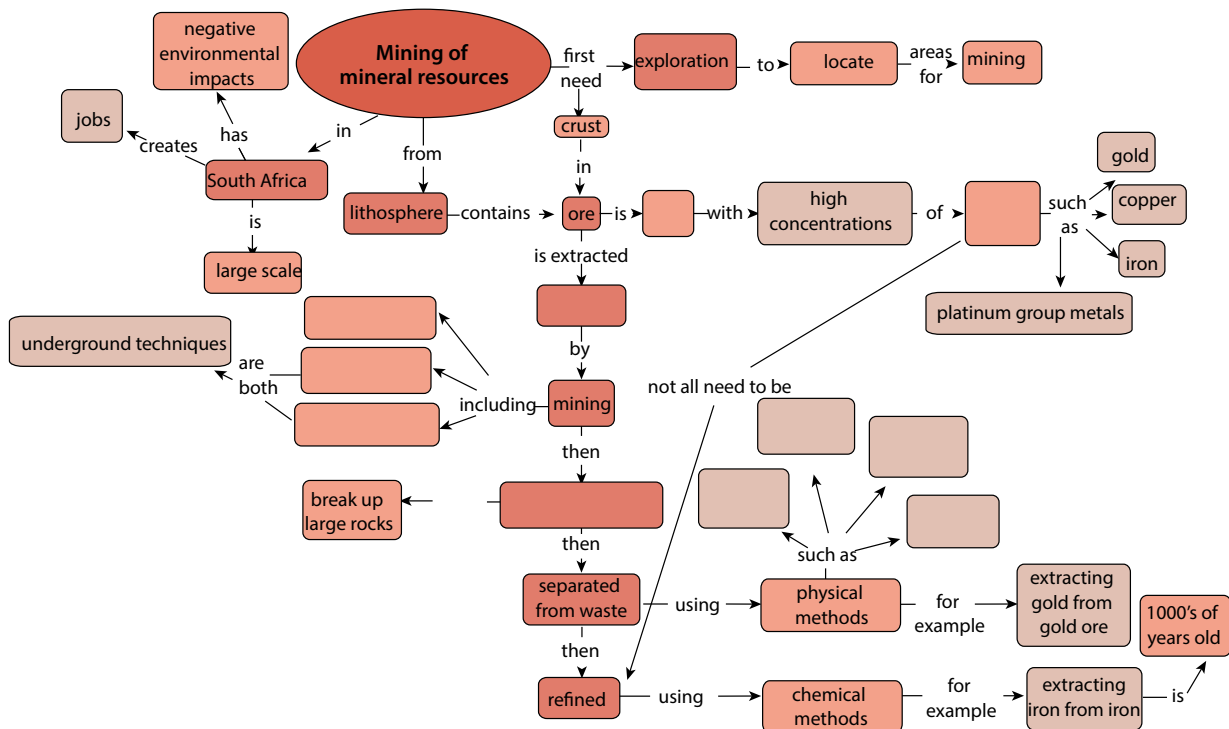 negative
environmental
impacts
Mining of
mineral resources
first
need
exploration
to
locate
areas
for
mining
jobs
creates
has
in
from
crust
in
South Africa
is
large scale
lithosphere
contains
ore
is
with
high
concentrations
of
such
as
gold
copper
iron
platinum group metals
is extracted
by
mining
including
are
both
underground techniques
not all need to be
then
break up
large rocks
then
such as
separated
from waste
using
physical
methods
for
example
extracting
gold from
gold ore
1000's of
years old
then
refined
using
chemical
methods
for
example
extracting
iron from iron
is